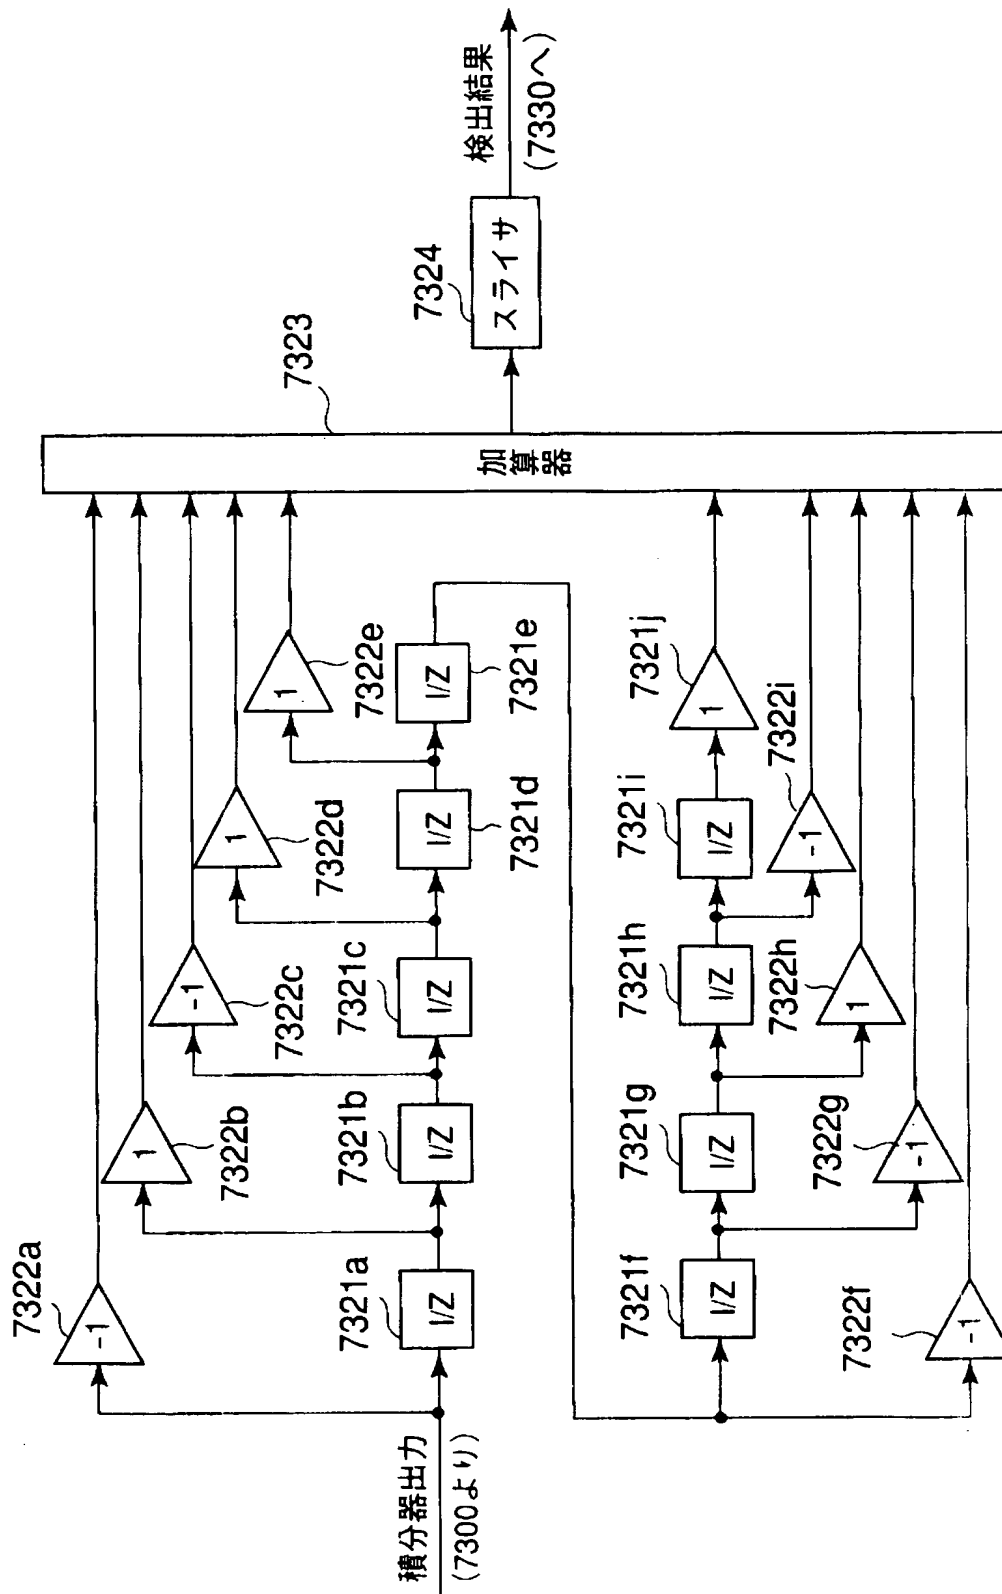 積分器出力
(7300より)
7322a
-1
7322b
1
7322c
-1
7322d
1
7322e
1
7321a
I/Z
7321b
I/Z
7321c
I/Z
7321d
I/Z
7321e
I/Z
7321f
I/Z
7321g
I/Z
7321h
I/Z
7321i
I/Z
7321j
1
7322f
-1
7322g
-1
7322h
1
7322i
-1
7323
加算器
7324
スライサ
検出結果
(7330へ)